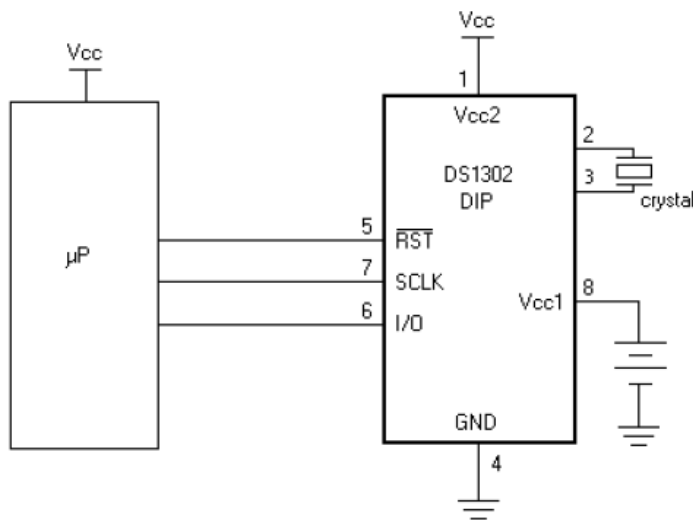 Vcc
Vcc
1
Vcc2
2
DS1302
DIP
3
crystal
5
RST
μP
7
SCLK
8
Vcc1
6
I/O
GND
4